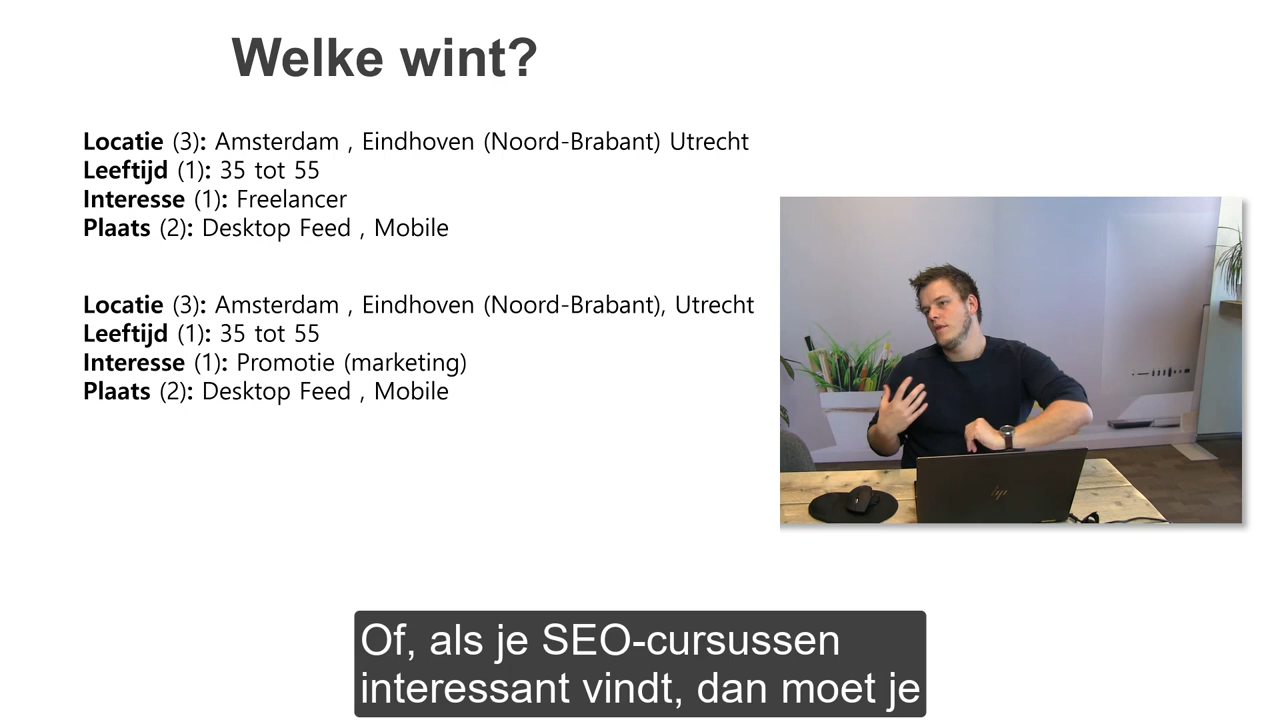 Welke wint?
Locatie (3): Amsterdam , Eindhoven (Noord-Brabant) Utrecht
Leeftijd (1): 35 tot 55
Interesse (1): Freelancer
Plaats (2): Desktop Feed , Mobile
Locatie (3): Amsterdam , Eindhoven (Noord-Brabant), Utrecht
Leeftijd (1): 35 tot 55
Interesse (1): Promotie (marketing)
Plaats (2): Desktop Feed , Mobile
hp
Of, als je SEO-cursussen
interessant vindt, dan moet je